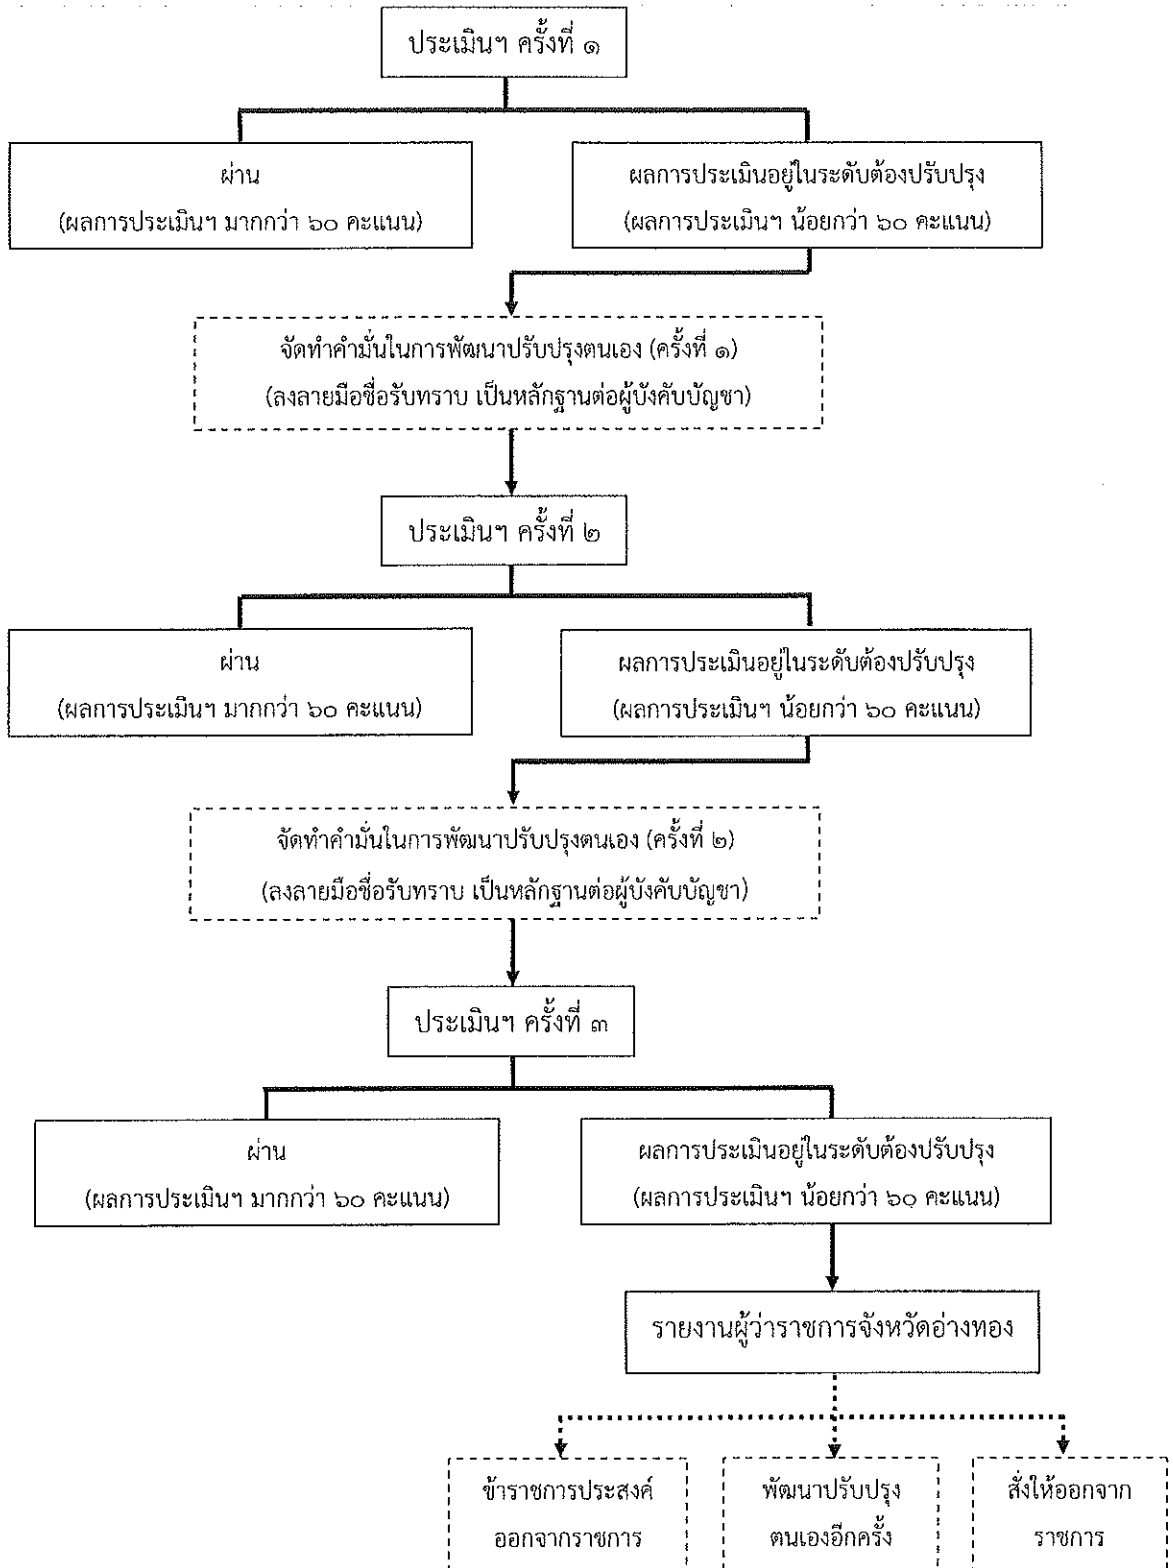 ประเมินฯ ครั้งที่ ๑
ผ่าน
(ผลการประเมินฯ มากกว่า ๖๐ คะแนน)
ผลการประเมินอยู่ในระดับต้องปรับปรุง
(ผลการประเมินฯ น้อยกว่า ๖๐ คะแนน)
จัดทำคำมั่นในการพัฒนาปรับปรุงตนเอง (ครั้งที่ ๑)
(ลงลายมือชื่อรับทราบ เป็นหลักฐานต่อผู้บังคับบัญชา)
ประเมินฯ ครั้งที่ ๒
ผ่าน
(ผลการประเมินฯ มากกว่า ๖๐ คะแนน)
ผลการประเมินอยู่ในระดับต้องปรับปรุง
(ผลการประเมินฯ น้อยกว่า ๖๐ คะแนน)
จัดทำคำมั่นในการพัฒนาปรับปรุงตนเอง (ครั้งที่ ๒)
(ลงลายมือชื่อรับทราบ เป็นหลักฐานต่อผู้บังคับบัญชา)
ประเมินฯ ครั้งที่ ๓
ผ่าน
(ผลการประเมินฯ มากกว่า ๖๐ คะแนน)
ผลการประเมินอยู่ในระดับต้องปรับปรุง
(ผลการประเมินฯ น้อยกว่า ๖๐ คะแนน)
รายงานผู้ว่าราชการจังหวัดอ่างทอง
ข้าราชการประสงค์
ออกจากราชการ
พัฒนาปรับปรุง
ตนเองอีกครั้ง
สั่งให้ออกจาก
ราชการ